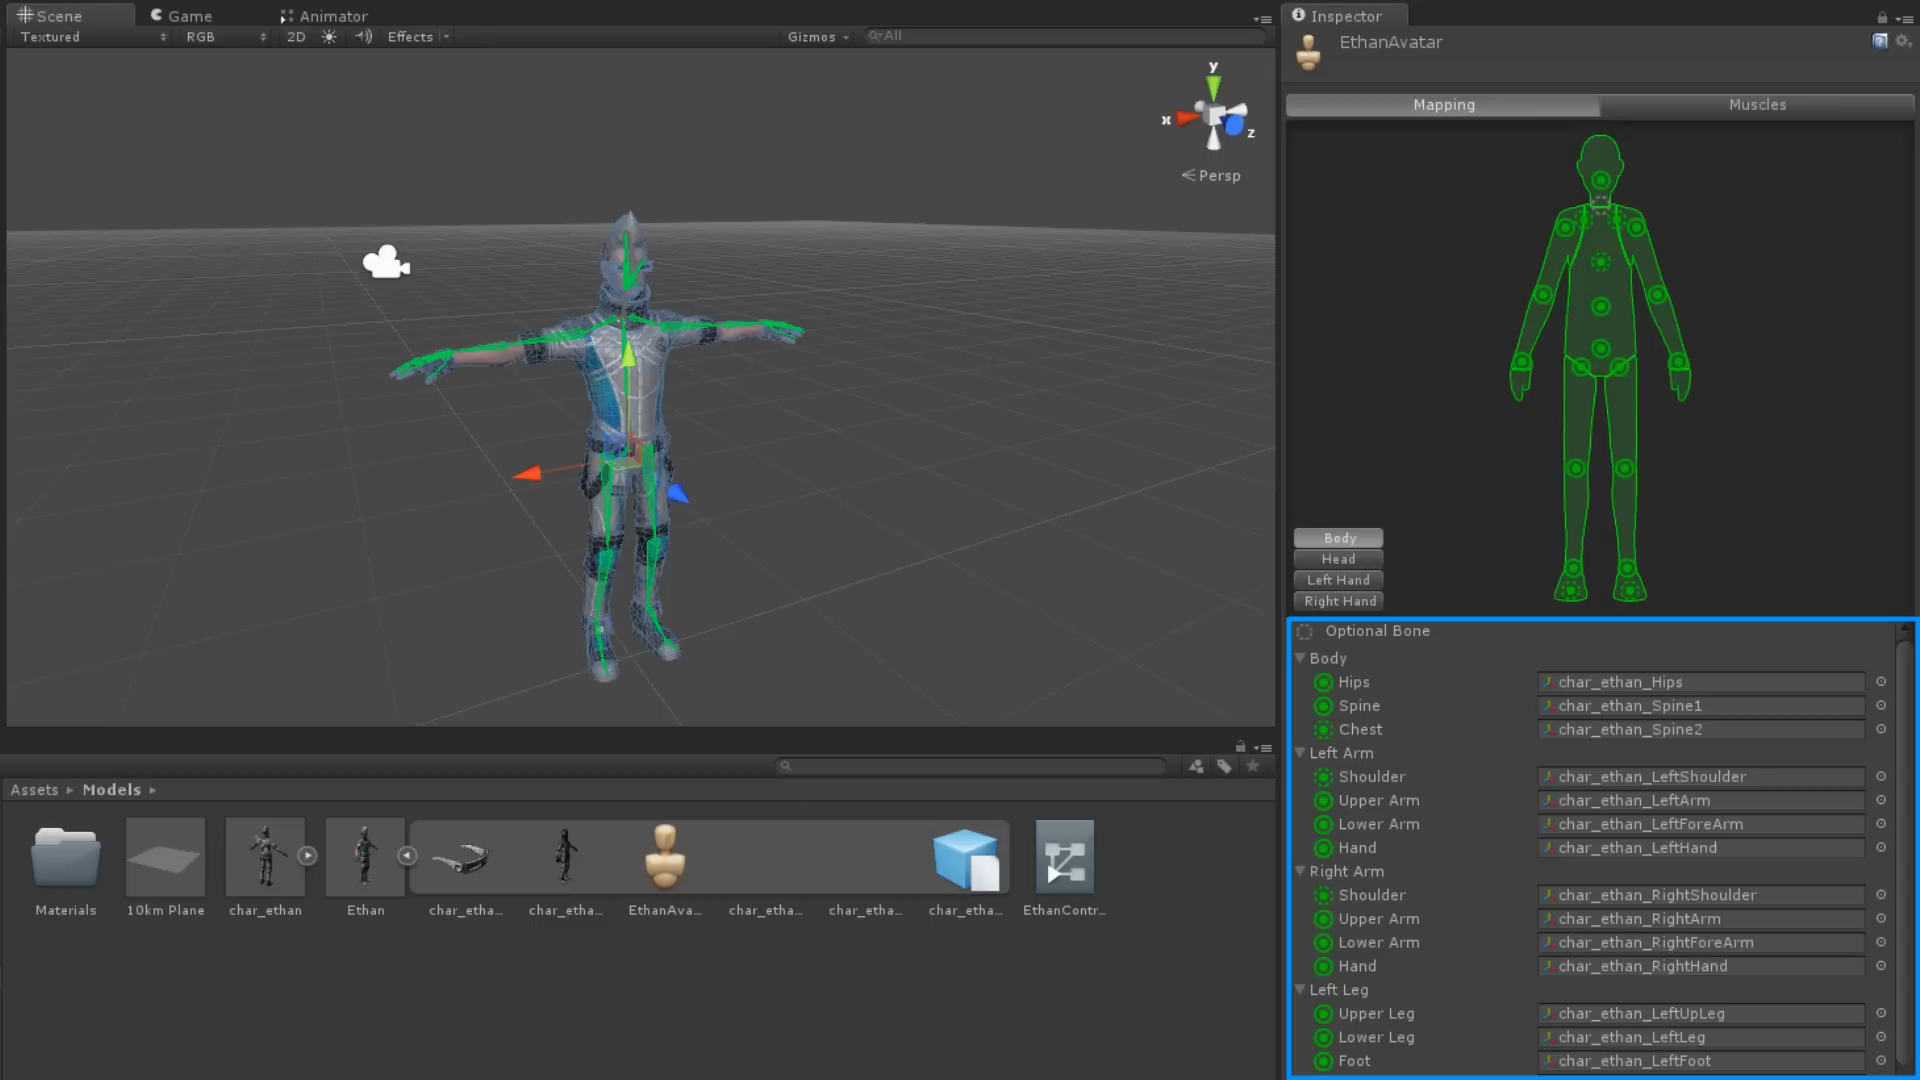 Scene
Game
Animator
Textured
RGB
2D
Effects
Gizmos
All
y
x
z
Persp
Assets
Models
Materials
10km Plane
char_ethan
Ethan
char_etha...
char_etha...
EthanAva...
char_etha...
char_etha...
char_etha...
EthanContr...
Inspector
EthanAvatar
Mapping
Muscles
Body
Head
Left Hand
Right Hand
Optional Bone
Body
Hips char_ethan_Hips
Spine char_ethan_Spine1
Chest char_ethan_Spine2
Left Arm
Shoulder char_ethan_LeftShoulder
Upper Arm char_ethan_LeftArm
Lower Arm char_ethan_LeftForeArm
Hand char_ethan_LeftHand
Right Arm
Shoulder char_ethan_RightShoulder
Upper Arm char_ethan_RightArm
Lower Arm char_ethan_RightForeArm
Hand char_ethan_RightHand
Left Leg
Upper Leg char_ethan_LeftUpLeg
Lower Leg char_ethan_LeftLeg
Foot char_ethan_LeftFoot